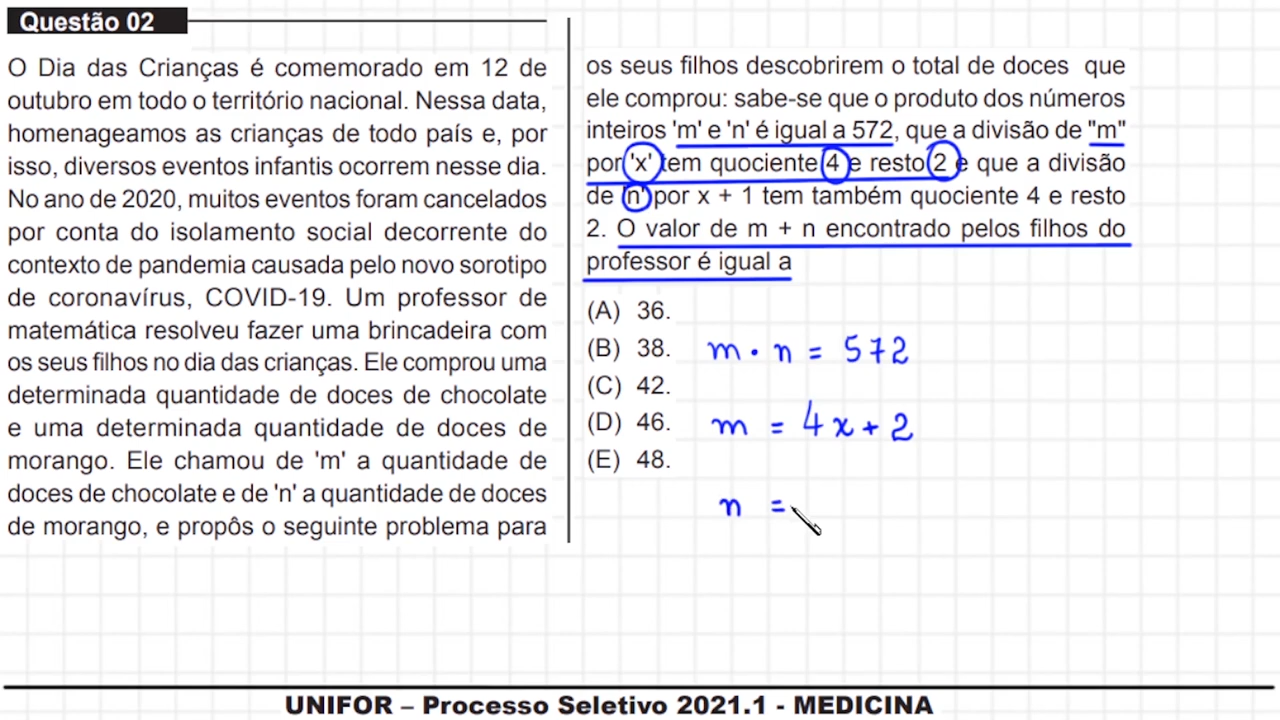 Questão 02
O Dia das Crianças é comemorado em 12 de
outubro em todo o território nacional. Nessa data,
homenageamos as crianças de todo país e, por
isso, diversos eventos infantis ocorrem nesse dia.
No ano de 2020, muitos eventos foram cancelados
por conta do isolamento social decorrente do
contexto de pandemia causada pelo novo sorotipo
de coronavírus, COVID-19. Um professor de
matemática resolveu fazer uma brincadeira com
os seus filhos no dia das crianças. Ele comprou uma
determinada quantidade de doces de chocolate
e uma determinada quantidade de doces de
morango. Ele chamou de 'm' a quantidade de
doces de chocolate e de 'n' a quantidade de doces
de morango, e propôs o seguinte problema para
os seus filhos descobrirem o total de doces que
ele comprou: sabe-se que o produto dos números
inteiros 'm' e 'n' é igual a 572, que a divisão de "m"
por 'x' tem quociente 4 e resto 2 e que a divisão
de 'n' por x + 1 tem também quociente 4 e resto
2. O valor de m + n encontrado pelos filhos do
professor é igual a
(A) 36.
(B) 38.
(C) 42.
(D) 46.
(E) 48.
m · n = 572
m = 4x + 2
n =
UNIFOR – Processo Seletivo 2021.1 - MEDICINA